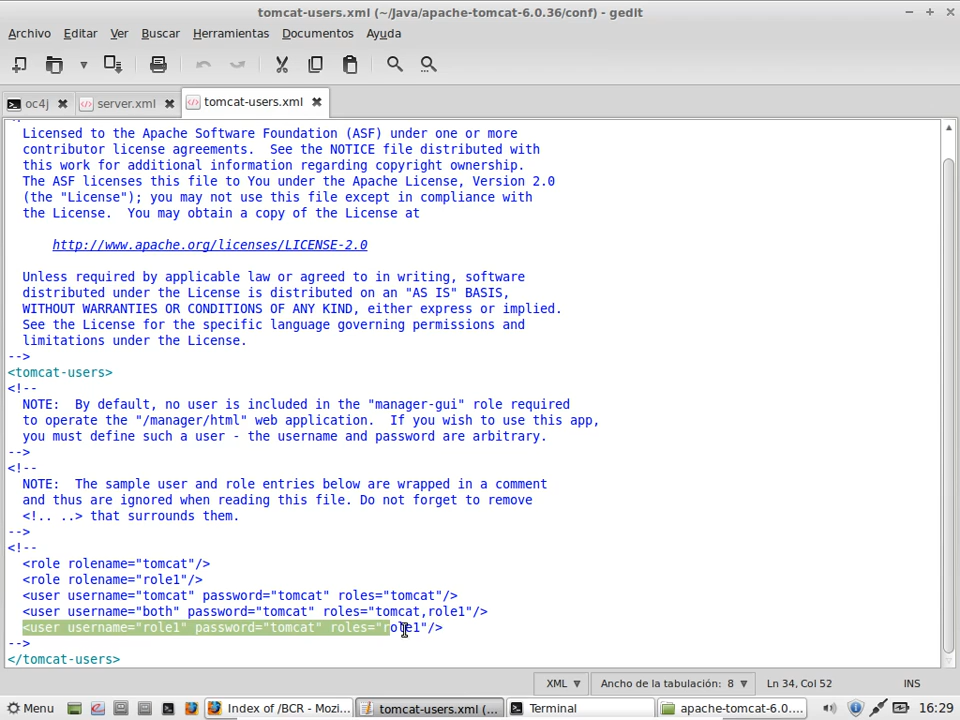 tomcat-users.xml (~/Java/apache-tomcat-6.0.36/conf) - gedit
Archivo Editar Ver Buscar Herramientas Documentos Ayuda
oc4j server.xml tomcat-users.xml
Licensed to the Apache Software Foundation (ASF) under one or more
contributor license agreements.  See the NOTICE file distributed with
this work for additional information regarding copyright ownership.
The ASF licenses this file to You under the Apache License, Version 2.0
(the "License"); you may not use this file except in compliance with
the License.  You may obtain a copy of the License at
http://www.apache.org/licenses/LICENSE-2.0
Unless required by applicable law or agreed to in writing, software
distributed under the License is distributed on an "AS IS" BASIS,
WITHOUT WARRANTIES OR CONDITIONS OF ANY KIND, either express or implied.
See the License for the specific language governing permissions and
limitations under the License.
-->
<tomcat-users>
<!--
NOTE:  By default, no user is included in the "manager-gui" role required
to operate the "/manager/html" web application.  If you wish to use this app,
you must define such a user - the username and password are arbitrary.
-->
<!--
NOTE:  The sample user and role entries below are wrapped in a comment
and thus are ignored when reading this file. Do not forget to remove
<!.. ..> that surrounds them.
-->
<!--
<role rolename="tomcat"/>
<role rolename="role1"/>
<user username="tomcat" password="tomcat" roles="tomcat"/>
<user username="both" password="tomcat" roles="tomcat,role1"/>
<user username="role1" password="tomcat" roles="role1"/>
-->
</tomcat-users>
XML Ancho de la tabulación: 8 Ln 34, Col 52 INS
Menu Index of /BCR - Mozi... tomcat-users.xml (... Terminal apache-tomcat-6.0.... 16:29